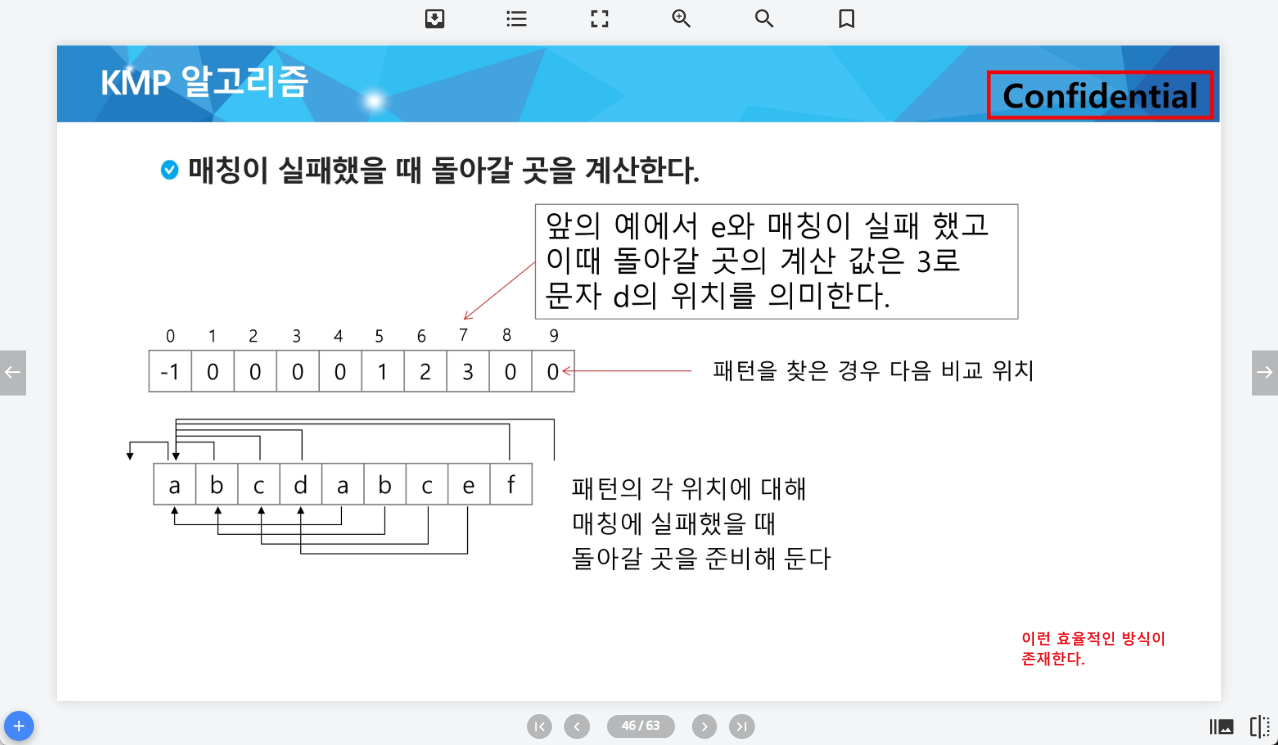 KMP 알고리즘
Confidential
매칭이 실패했을 때 돌아갈 곳을 계산한다.
앞의 예에서 e와 매칭이 실패 했고
이때 돌아갈 곳의 계산 값은 3로
문자 d의 위치를 의미한다.
0 1 2 3 4 5 6 7 8 9
-1 0 0 0 0 1 2 3 0 0
패턴을 찾은 경우 다음 비교 위치
a b c d a b c e f
패턴의 각 위치에 대해
매칭에 실패했을 때
돌아갈 곳을 준비해 둔다
이런 효율적인 방식이
존재한다.
46 / 63